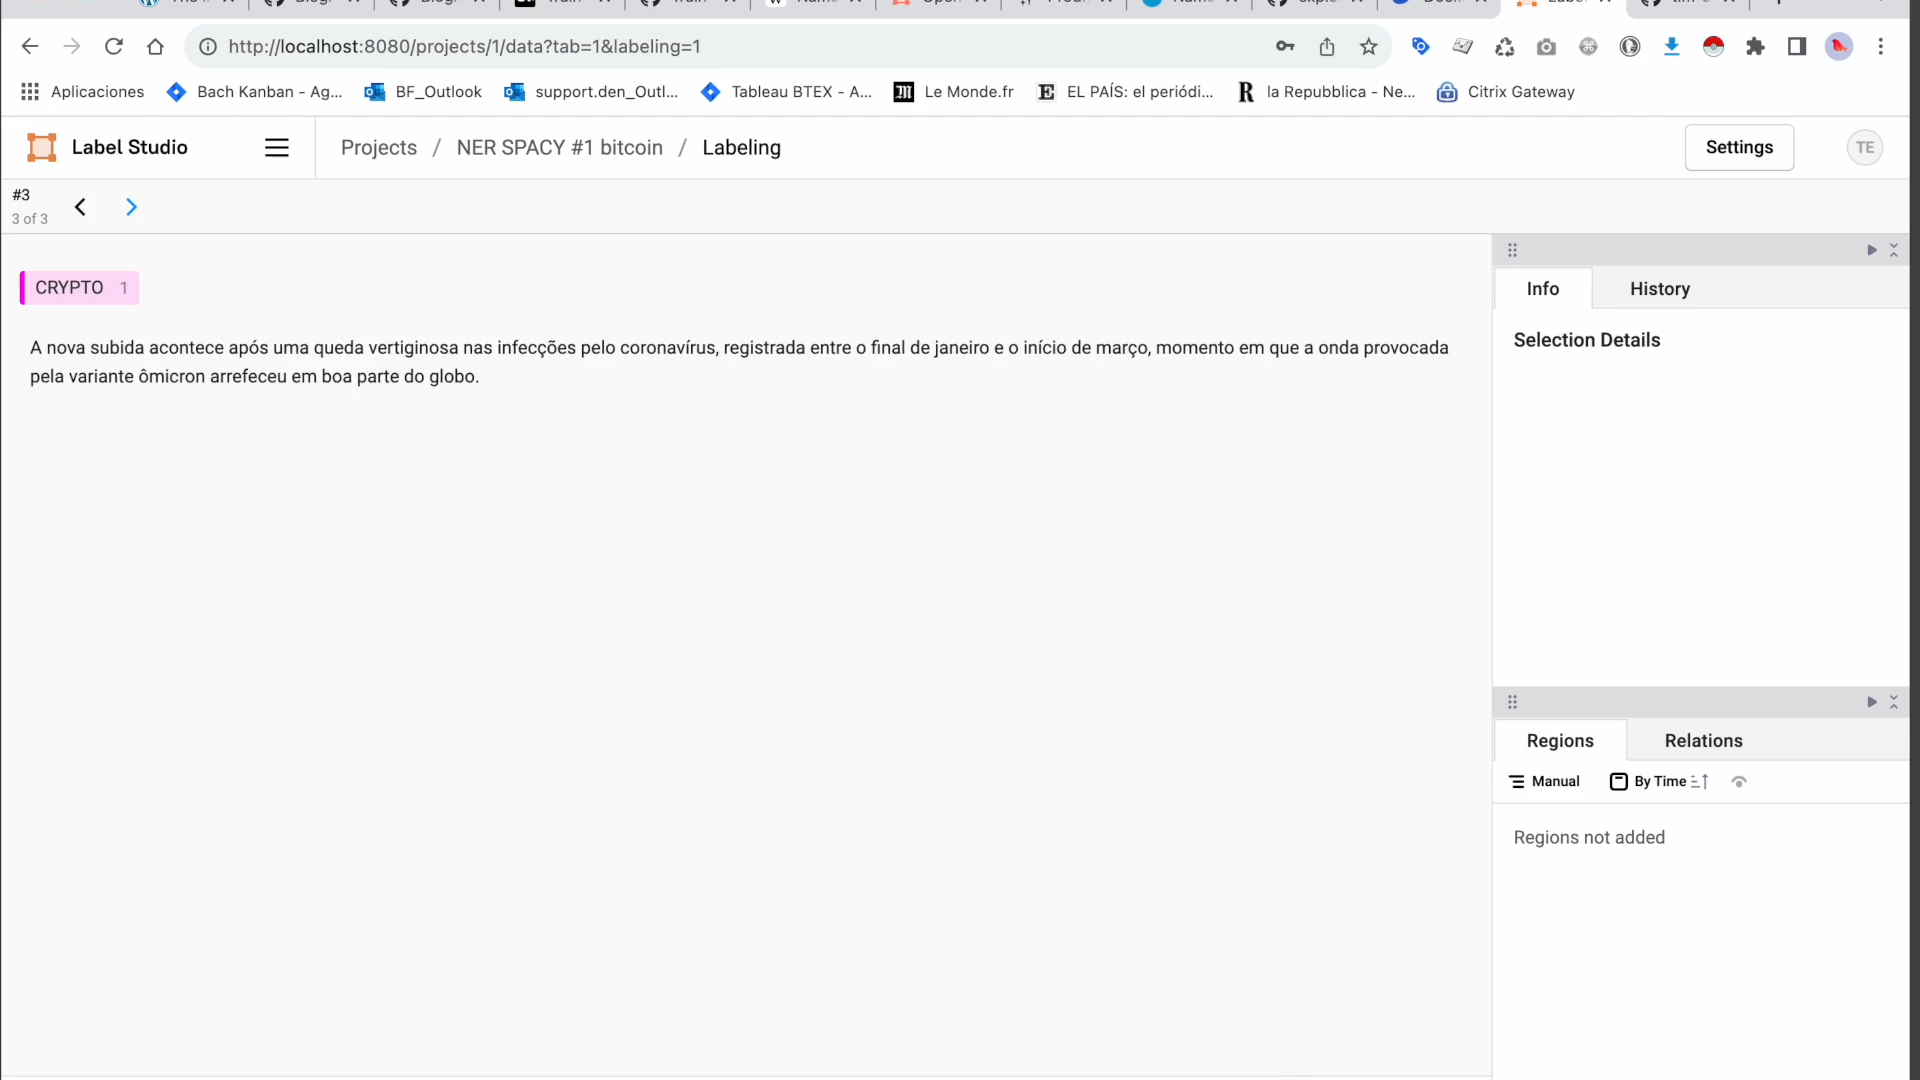 http://localhost:8080/projects/1/data?tab=1&labeling=1
Aplicaciones
Bach Kanban - Ag...
BF_Outlook
support.den_Outl...
Tableau BTEX - A...
Le Monde.fr
EL PAÍS: el periódi...
la Repubblica - Ne...
Citrix Gateway
Label Studio
Projects / NER SPACY #1 bitcoin / Labeling
Settings
TE
#3
3 of 3
CRYPTO 1
A nova subida acontece após uma queda vertiginosa nas infecções pelo coronavírus, registrada entre o final de janeiro e o início de março, momento em que a onda provocada
pela variante ômicron arrefeceu em boa parte do globo.
Info
History
Selection Details
Regions
Relations
Manual
By Time
Regions not added